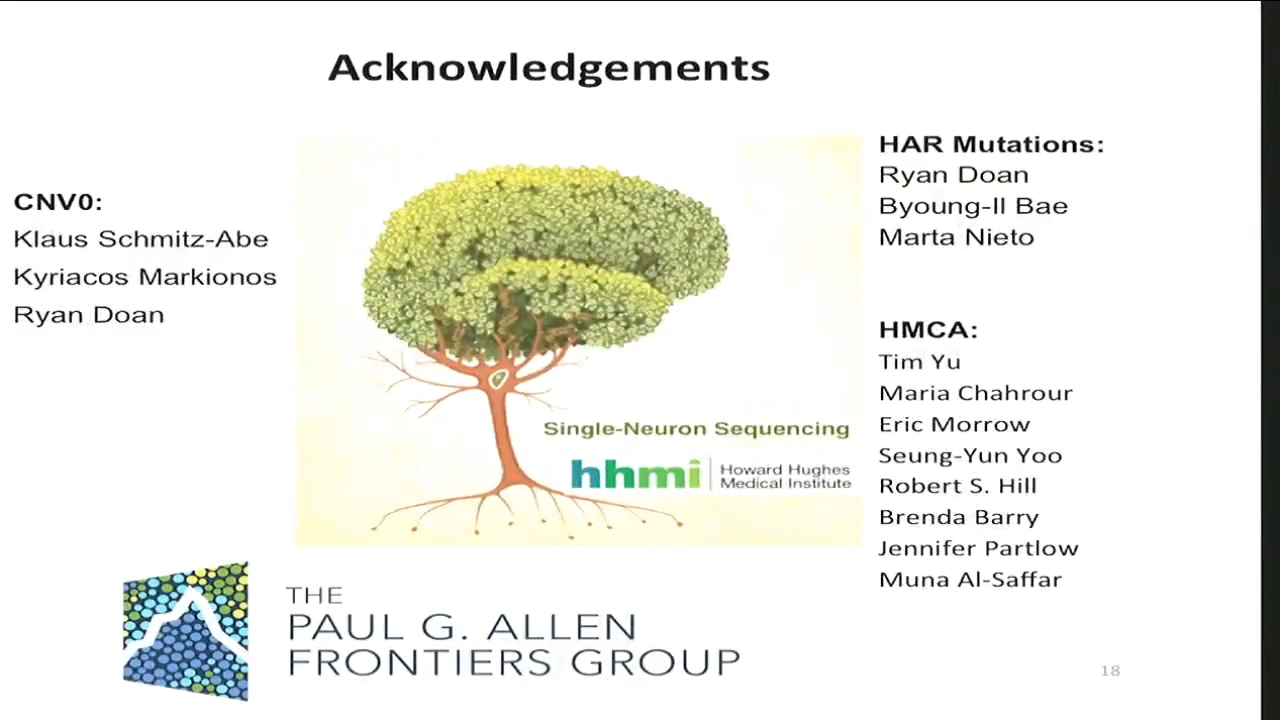 Acknowledgements
CNV0:
Klaus Schmitz-Abe
Kyriacos Markionos
Ryan Doan
HAR Mutations:
Ryan Doan
Byoung-Il Bae
Marta Nieto
HMCA:
Tim Yu
Maria Chahrour
Eric Morrow
Seung-Yun Yoo
Robert S. Hill
Brenda Barry
Jennifer Partlow
Muna Al-Saffar
Single-Neuron Sequencing
hhmi
Howard Hughes
Medical Institute
THE
PAUL G. ALLEN
FRONTIERS GROUP
18